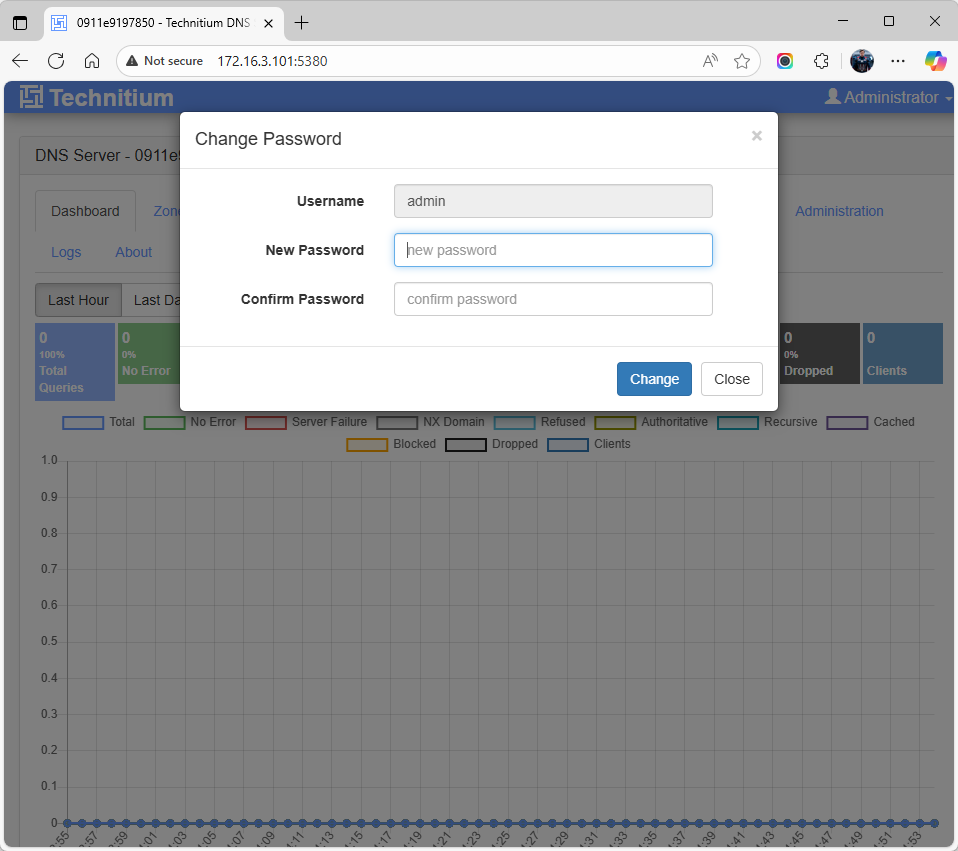 0911e9197850 - Technitium DNS
Not secure 172.16.3.101:5380
Technitium Administrator
Change Password ×
DNS Server - 0911e9
Username admin
Dashboard Zone Administration
New Password new password
Logs About
Confirm Password confirm password
Last Hour Last Da
0 0 0 0
100% 0% 0%
Total No Error Dropped Clients
Queries
Change Close
Total No Error Server Failure NX Domain Refused Authoritative Recursive Cached
Blocked Dropped Clients
1.0
0.9
0.8
0.7
0.6
0.5
0.4
0.3
0.2
0.1
0
:55 :57 :59 :01 :03 :05 :07 :09 :11 :13 :15 :17 :19 :21 :23 :25 :27 :29 :31 :33 :35 :37 :39 :41 :43 :45 :47 :49 :51 :53